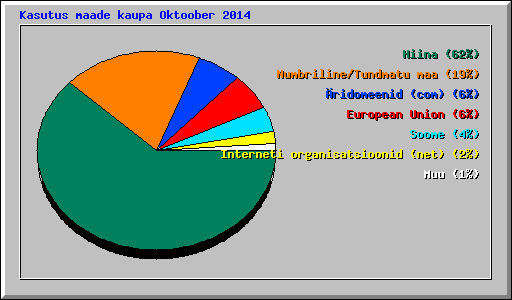 Kasutus maade kaupa Oktoober 2014
Hiina (62%)
Numbriline/Tundmatu maa (19%)
Äridomeenid (com) (6%)
European Union (6%)
Soome (4%)
Interneti organisatsioonid (net) (2%)
Muu (1%)